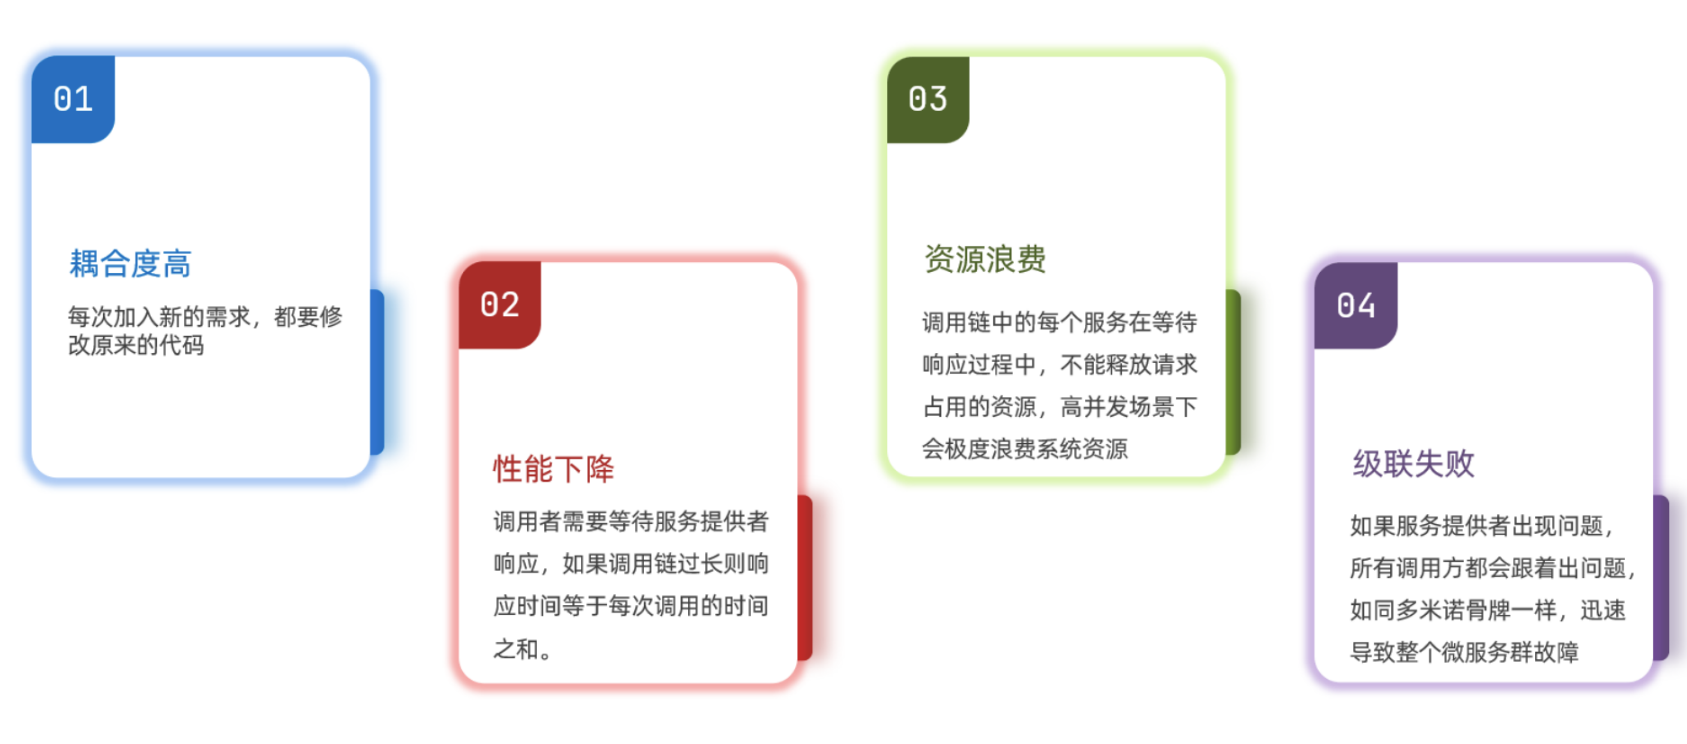 01
耦合度高
每次加入新的需求，都要修
改原来的代码
02
性能下降
调用者需要等待服务提供者
响应，如果调用链过长则响
应时间等于每次调用的时间
之和。
03
资源浪费
调用链中的每个服务在等待
响应过程中，不能释放请求
占用的资源，高并发场景下
会极度浪费系统资源
04
级联失败
如果服务提供者出现问题，
所有调用方都会跟着出问题，
如同多米诺骨牌一样，迅速
导致整个微服务群故障